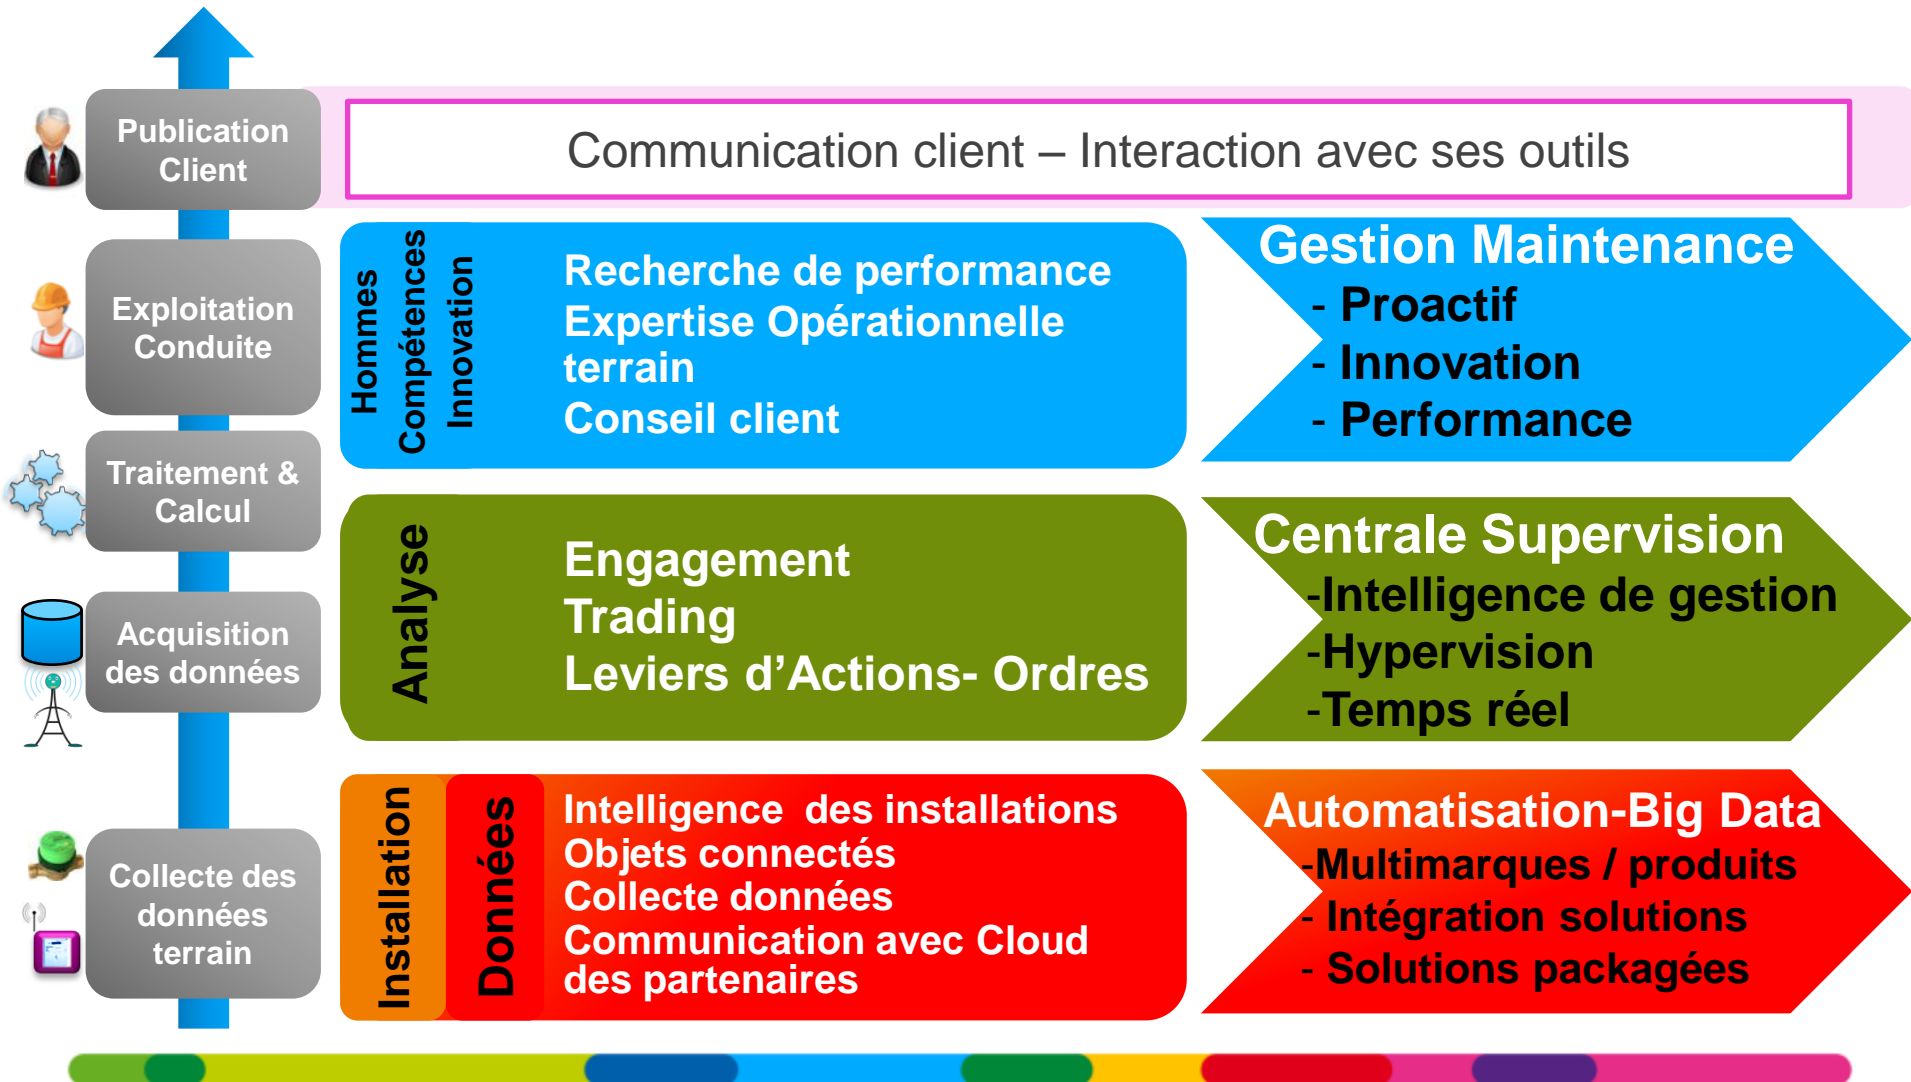 Publication
Client
Communication client – Interaction avec ses outils
Exploitation
Conduite
Hommes
Compétences
Innovation
Recherche de performance
Expertise Opérationnelle
terrain
Conseil client
Gestion Maintenance
- Proactif
- Innovation
- Performance
Traitement &
Calcul
Acquisition
des données
Analyse
Engagement
Trading
Leviers d’Actions- Ordres
Centrale Supervision
-Intelligence de gestion
-Hypervision
-Temps réel
Collecte des
données
terrain
Installation
Données
Intelligence  des installations
Objets connectés
Collecte données
Communication avec Cloud
des partenaires
Automatisation-Big Data
-Multimarques / produits
- Intégration solutions
- Solutions packagées